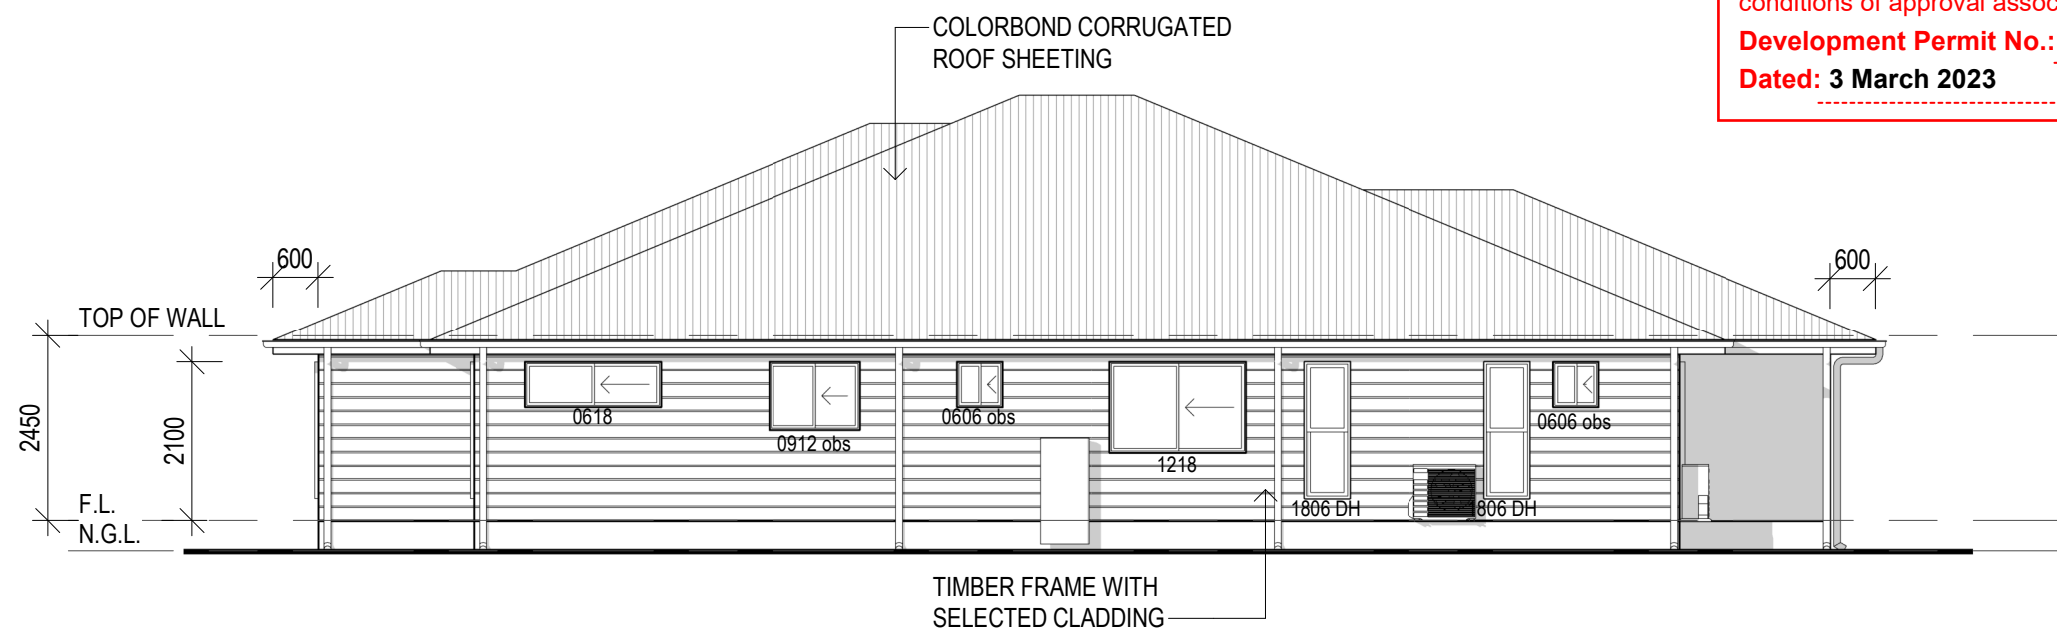 COLORBOND CORRUGATED
ROOF SHEETING
conditions of approval assoc
Development Permit No.:
Dated: 3 March 2023
600
600
TOP OF WALL
2450
2100
F.L.
N.G.L.
0618
0912 obs
0606 obs
1218
1806 DH
806 DH
0606 obs
TIMBER FRAME WITH
SELECTED CLADDING